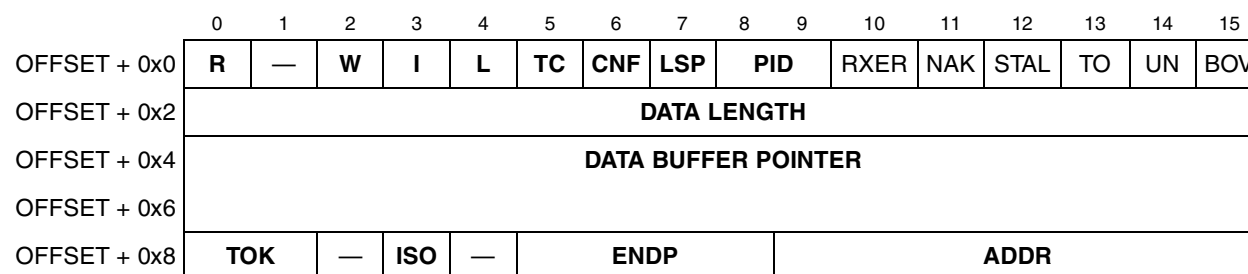 0 1 2 3 4 5 6 7 8 9 10 11 12 13 14 15
OFFSET + 0x0 R — W I L TC CNF LSP PID RXER NAK STAL TO UN BOV
OFFSET + 0x2 DATA LENGTH
OFFSET + 0x4 DATA BUFFER POINTER
OFFSET + 0x6
OFFSET + 0x8 TOK — ISO — ENDP ADDR